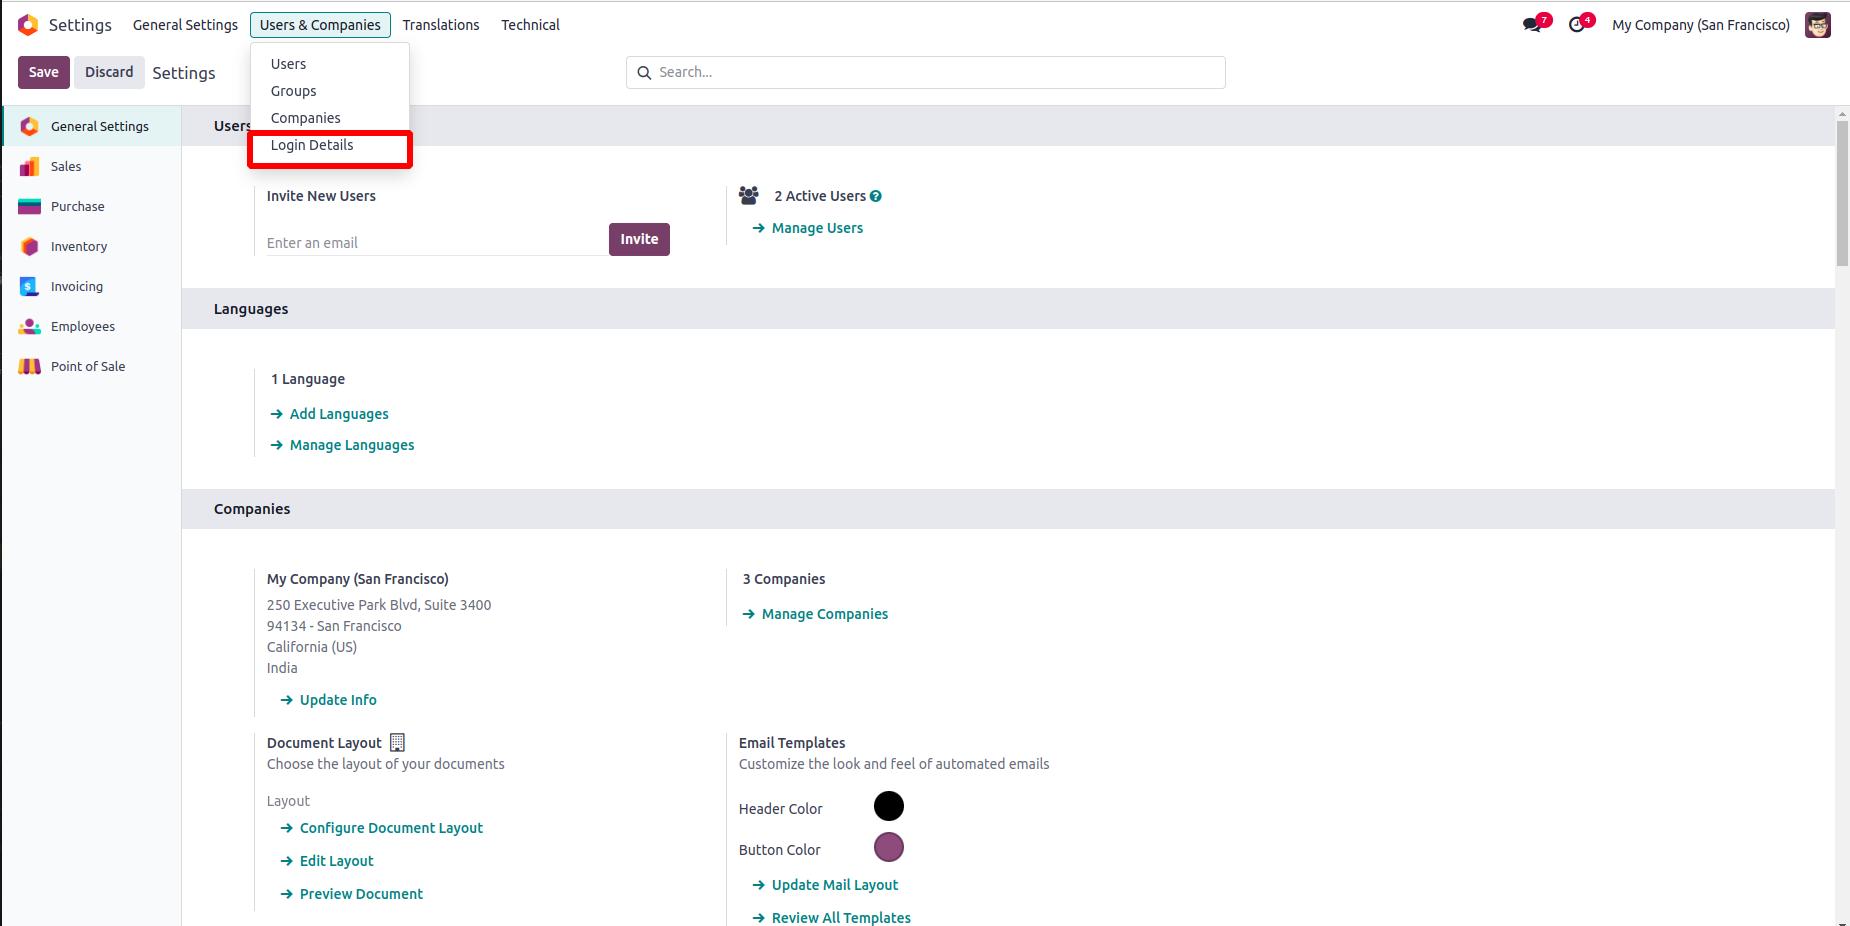 Settings General Settings Users & Companies Translations Technical 7 4 My Company (San Francisco)
Save Discard Settings Search...
Users
Groups
Companies
Login Details
General Settings
Sales
Purchase
Inventory
Invoicing
Employees
Point of Sale
Users
Invite New Users
Enter an email Invite
2 Active Users ?
Manage Users
Languages
1 Language
Add Languages
Manage Languages
Companies
My Company (San Francisco)
250 Executive Park Blvd, Suite 3400
94134 - San Francisco
California (US)
India
Update Info
3 Companies
Manage Companies
Document Layout
Choose the layout of your documents
Layout
Configure Document Layout
Edit Layout
Preview Document
Email Templates
Customize the look and feel of automated emails
Header Color
Button Color
Update Mail Layout
Review All Templates